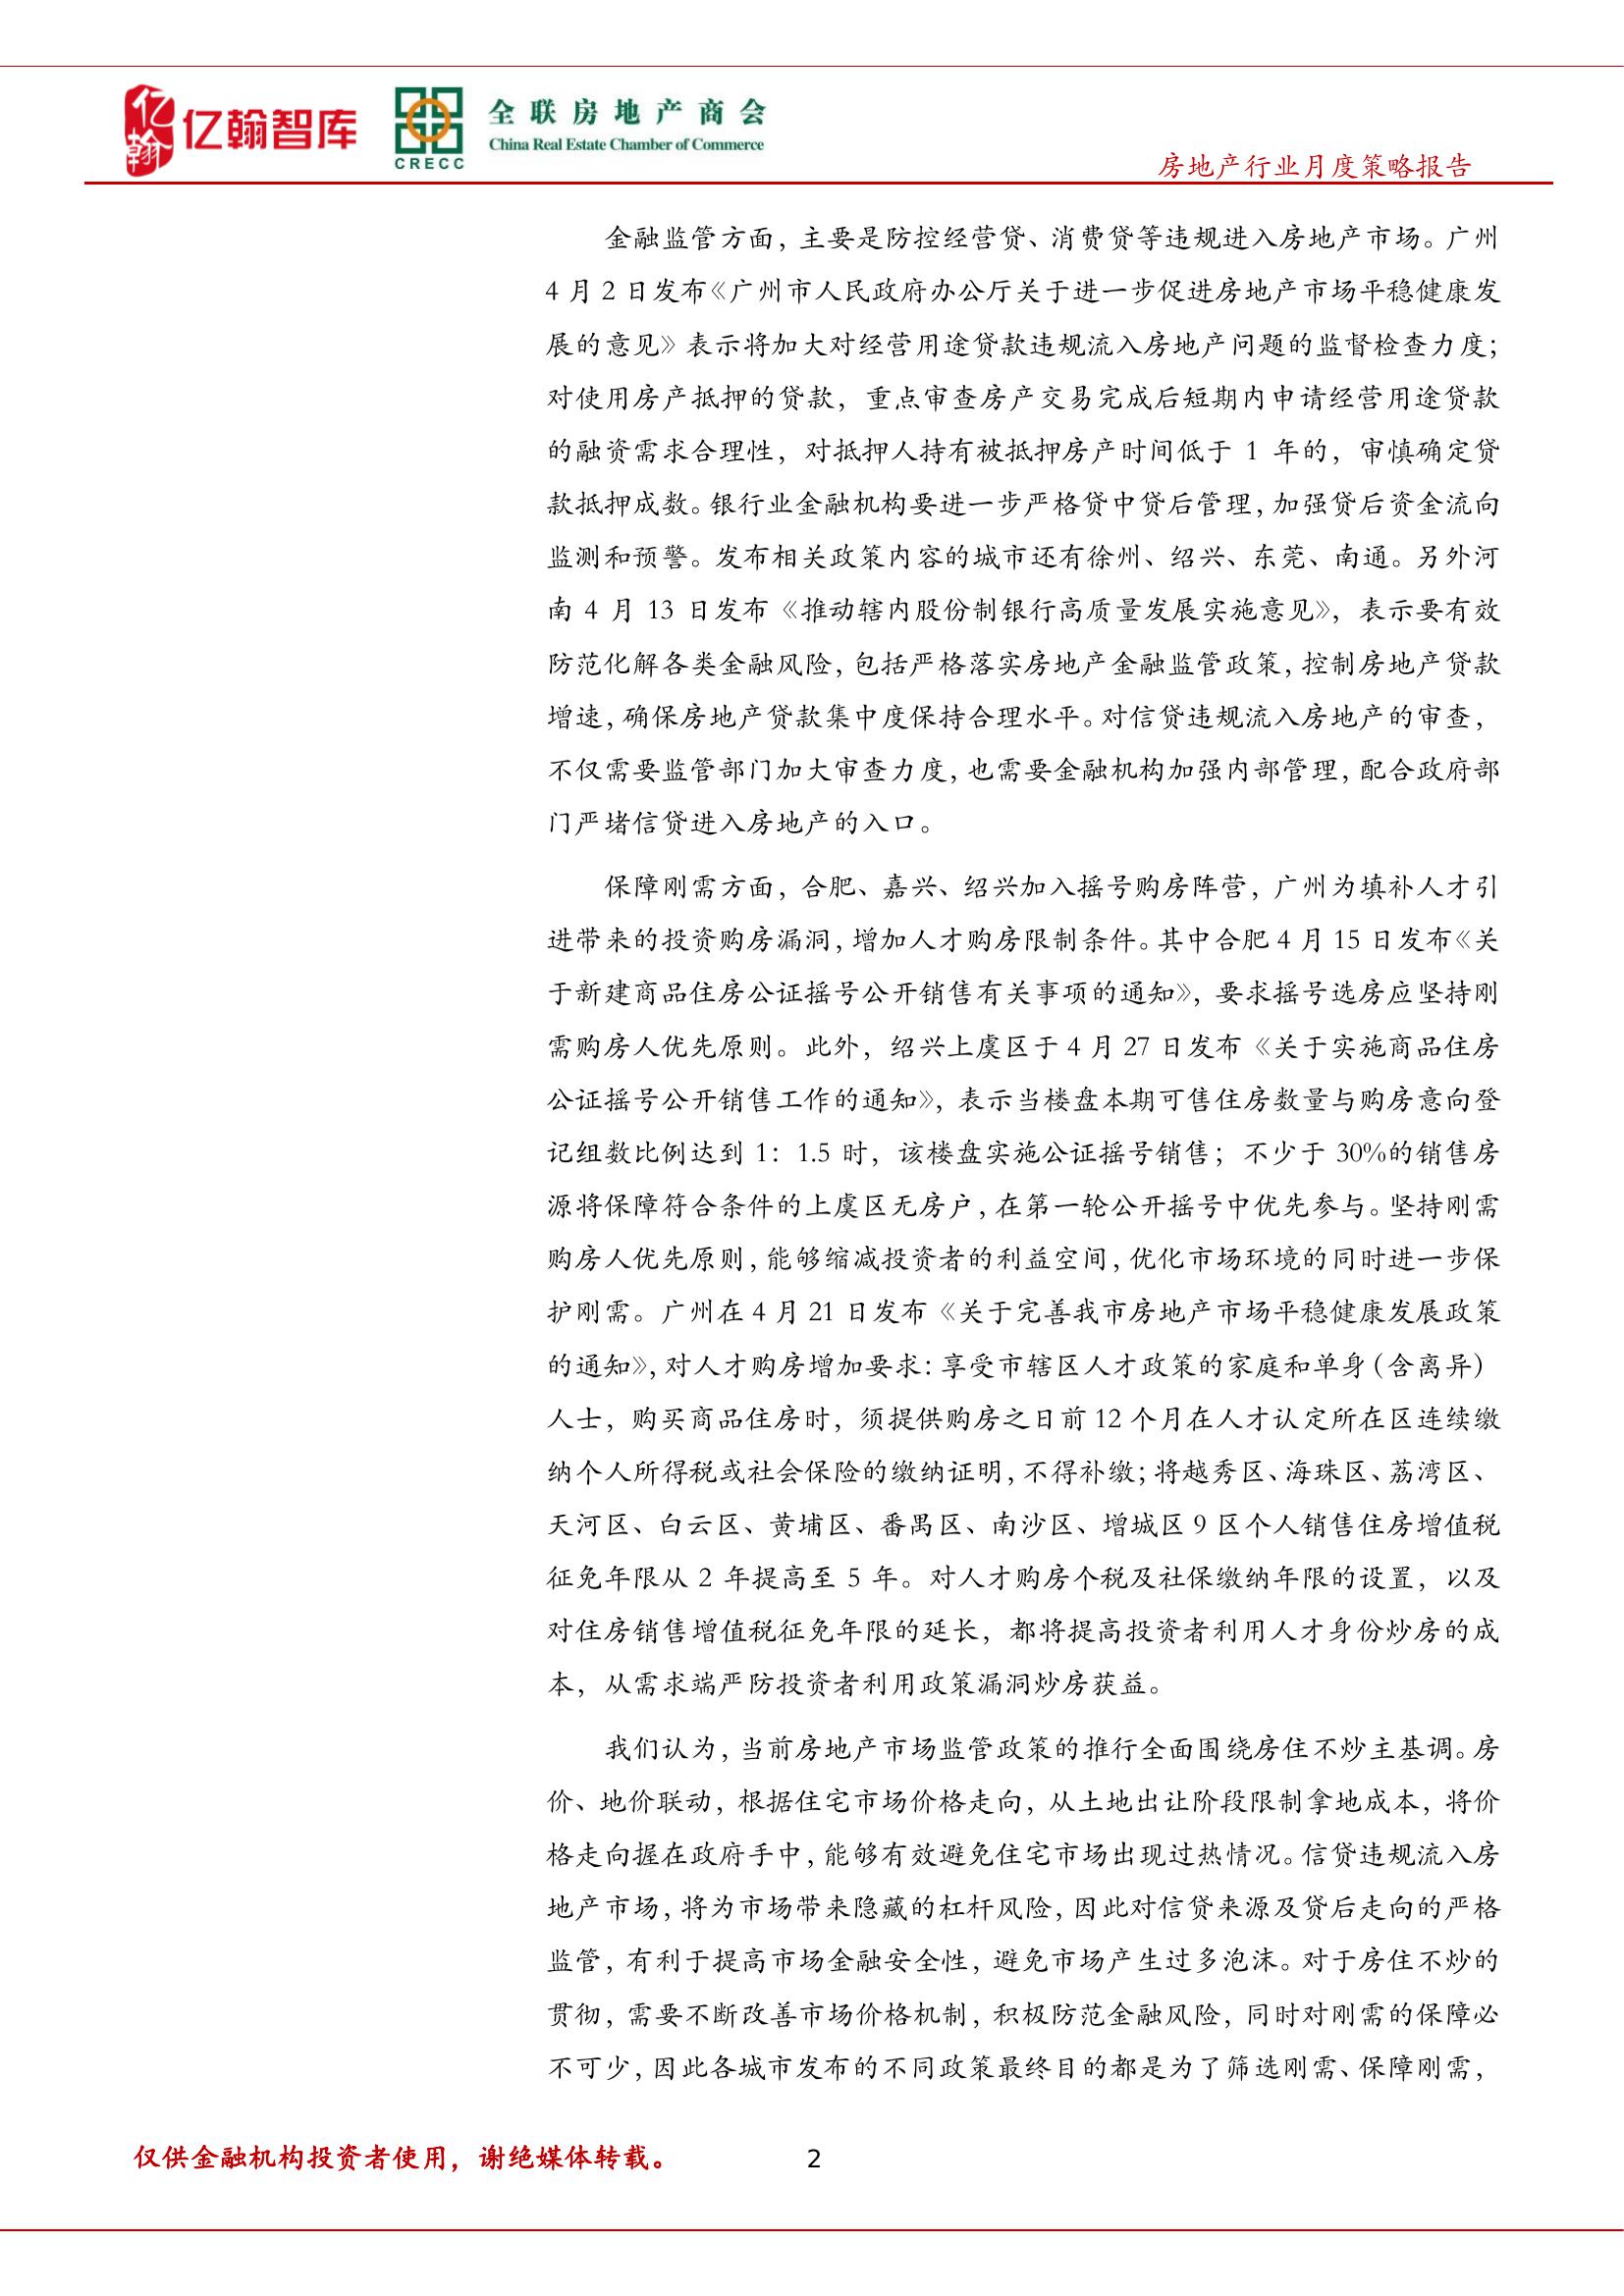 亿翰
亿翰智库
CRECC
全联房地产商会
China Real Estate Chamber of Commerce
房地产行业月度策略报告
金融监管方面，主要是防控经营贷、消费贷等违规进入房地产市场。广州
4 月 2 日发布《广州市人民政府办公厅关于进一步促进房地产市场平稳健康发
展的意见》表示将加大对经营用途贷款违规流入房地产问题的监督检查力度；
对使用房产抵押的贷款，重点审查房产交易完成后短期内申请经营用途贷款
的融资需求合理性，对抵押人持有被抵押房产时间低于 1 年的，审慎确定贷
款抵押成数。银行业金融机构要进一步严格贷中贷后管理，加强贷后资金流向
监测和预警。发布相关政策内容的城市还有徐州、绍兴、东莞、南通。另外河
南 4 月 13 日发布《推动辖内股份制银行高质量发展实施意见》，表示要有效
防范化解各类金融风险，包括严格落实房地产金融监管政策，控制房地产贷款
增速，确保房地产贷款集中度保持合理水平。对信贷违规流入房地产的审查，
不仅需要监管部门加大审查力度，也需要金融机构加强内部管理，配合政府部
门严堵信贷进入房地产的入口。
保障刚需方面，合肥、嘉兴、绍兴加入摇号购房阵营，广州为填补人才引
进带来的投资购房漏洞，增加人才购房限制条件。其中合肥 4 月 15 日发布《关
于新建商品住房公证摇号公开销售有关事项的通知》，要求摇号选房应坚持刚
需购房人优先原则。此外，绍兴上虞区于 4 月 27 日发布《关于实施商品住房
公证摇号公开销售工作的通知》，表示当楼盘本期可售住房数量与购房意向登
记组数比例达到 1：1.5 时，该楼盘实施公证摇号销售；不少于 30%的销售房
源将保障符合条件的上虞区无房户，在第一轮公开摇号中优先参与。坚持刚需
购房人优先原则，能够缩减投资者的利益空间，优化市场环境的同时进一步保
护刚需。广州在 4 月 21 日发布《关于完善我市房地产市场平稳健康发展政策
的通知》，对人才购房增加要求：享受市辖区人才政策的家庭和单身（含离异）
人士，购买商品住房时，须提供购房之日前 12 个月在人才认定所在区连续缴
纳个人所得税或社会保险的缴纳证明，不得补缴；将越秀区、海珠区、荔湾区、
天河区、白云区、黄埔区、番禺区、南沙区、增城区 9 区个人销售住房增值税
征免年限从 2 年提高至 5 年。对人才购房个税及社保缴纳年限的设置，以及
对住房销售增值税征免年限的延长，都将提高投资者利用人才身份炒房的成
本，从需求端严防投资者利用政策漏洞炒房获益。
我们认为，当前房地产市场监管政策的推行全面围绕房住不炒主基调。房
价、地价联动，根据住宅市场价格走向，从土地出让阶段限制拿地成本，将价
格走向握在政府手中，能够有效避免住宅市场出现过热情况。信贷违规流入房
地产市场，将为市场带来隐藏的杠杆风险，因此对信贷来源及贷后走向的严格
监管，有利于提高市场金融安全性，避免市场产生过多泡沫。对于房住不炒的
贯彻，需要不断改善市场价格机制，积极防范金融风险，同时对刚需的保障必
不可少，因此各城市发布的不同政策最终目的都是为了筛选刚需、保障刚需，
仅供金融机构投资者使用，谢绝媒体转载。
2